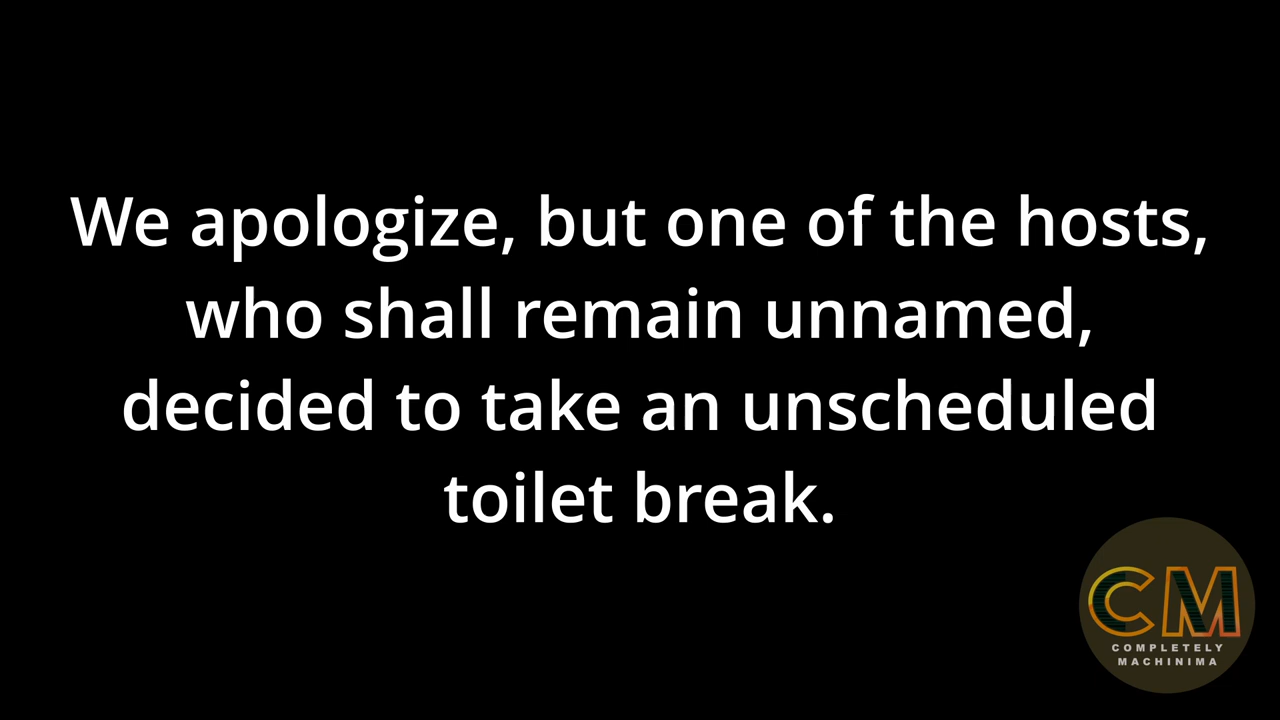 We apologize, but one of the hosts,
who shall remain unnamed,
decided to take an unscheduled
toilet break.
CM
COMPLETELY
MACHINIMA